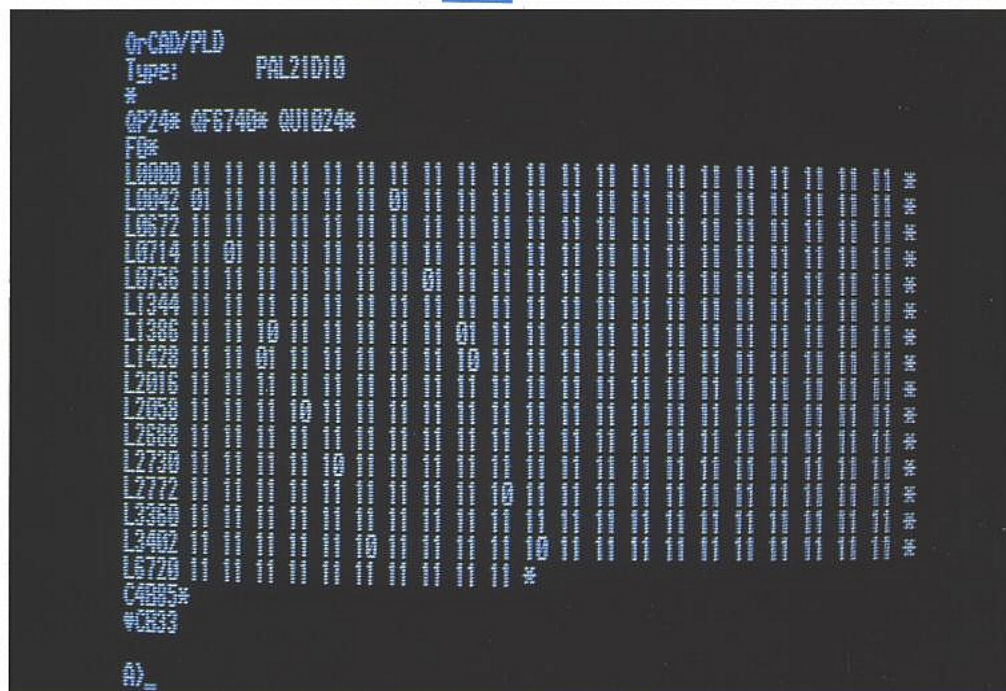 OrCAD/PLD
Type: PAL21D10
*
QP24* QF6740* QV1024*
F0*
L0000 11 11 11 11 11 11 11 11 11 11 11 11 11 11 11 11 11 11 11 11 11 *
L0042 01 11 11 11 11 11 01 11 11 11 11 11 11 11 11 11 11 11 11 11 11 *
L0672 11 11 11 11 11 11 11 11 11 11 11 11 11 11 11 11 11 11 11 11 11 *
L0714 11 01 11 11 11 11 11 11 11 11 11 11 11 11 11 11 11 11 11 11 11 *
L0756 11 11 11 11 11 11 11 01 11 11 11 11 11 11 11 11 11 11 11 11 11 *
L1344 11 11 11 11 11 11 11 11 11 11 11 11 11 11 11 11 11 11 11 11 11 *
L1386 11 11 10 11 11 11 11 11 01 11 11 11 11 11 11 11 11 11 11 11 11 *
L1428 11 11 01 11 11 11 11 11 10 11 11 11 11 11 11 11 11 11 11 11 11 *
L2016 11 11 11 11 11 11 11 11 11 11 11 11 11 11 11 11 11 11 11 11 11 *
L2058 11 11 11 10 11 11 11 11 11 11 11 11 11 11 11 11 11 11 11 11 11 *
L2688 11 11 11 11 11 11 11 11 11 11 11 11 11 11 11 11 11 11 11 11 11 *
L2730 11 11 11 11 10 11 11 11 11 11 11 11 11 11 11 11 11 11 11 11 11 *
L2772 11 11 11 11 11 11 11 11 11 10 11 11 11 11 11 11 11 11 11 11 11 *
L3360 11 11 11 11 11 11 11 11 11 11 11 11 11 11 11 11 11 11 11 11 11 *
L3402 11 11 11 11 11 10 11 11 11 11 10 11 11 11 11 11 11 11 11 11 11 *
L6720 11 11 11 11 11 11 11 11 11 11 *
C4B85*
♥CA33
A>_